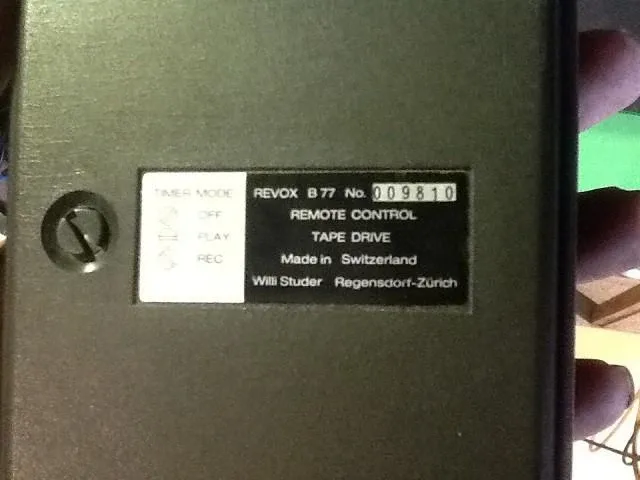 TIMER MODE
OFF
PLAY
REC
REVOX B77 No. 009810
REMOTE CONTROL
TAPE DRIVE
Made in Switzerland
Willi Studer Regensdorf-Zürich